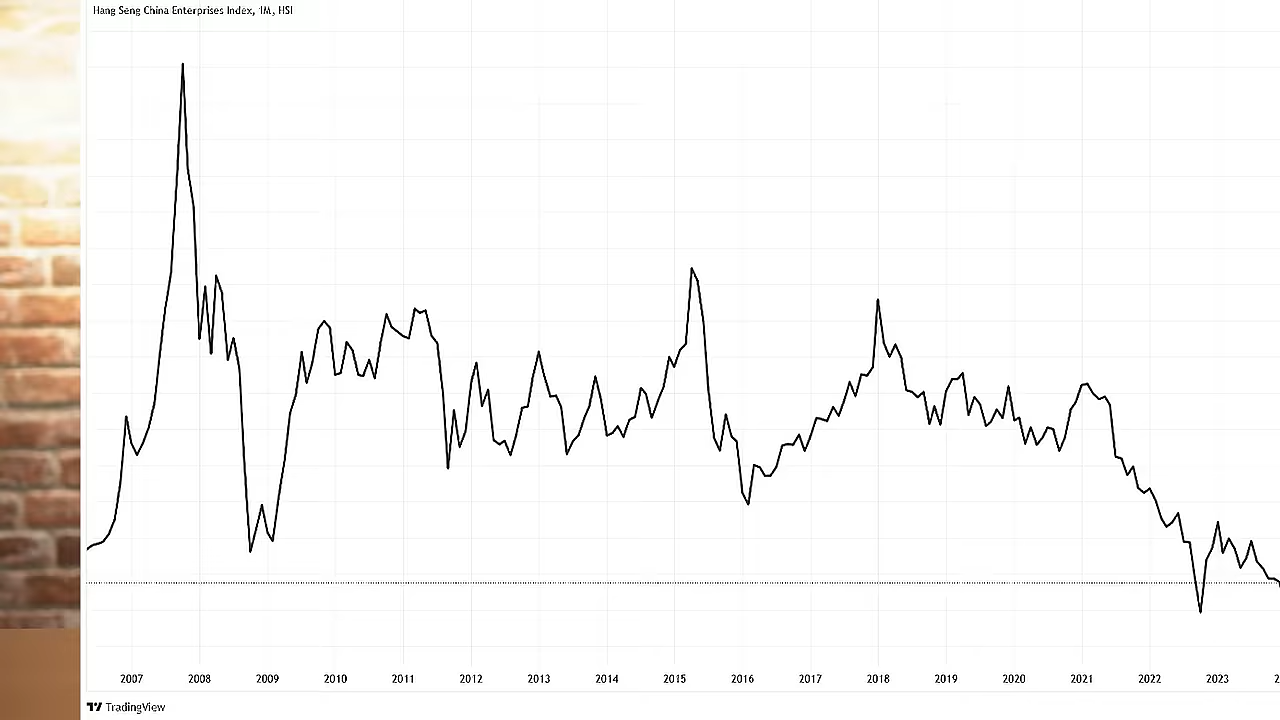 Hang Seng China Enterprises Index, 1M, HSI
2007 2008 2009 2010 2011 2012 2013 2014 2015 2016 2017 2018 2019 2020 2021 2022 2023
TradingView